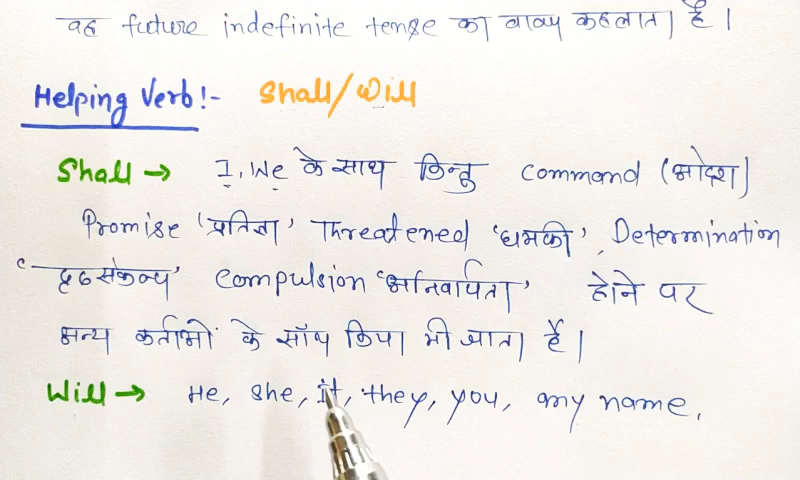 वह future indefinite tense का वाक्य कहलाता है।
Helping Verb:- Shall/Will
Shall → I, We के साथ किन्तु Command (आदेश)
Promise 'प्रतिज्ञा' Threatened 'धमकी', Determination
'दृढसंकल्प' Compulsion 'अनिवार्यता' होने पर
अन्य कर्ताओं के साँथ किया भी जाता है।
Will → He, She, it, they, you, any name.